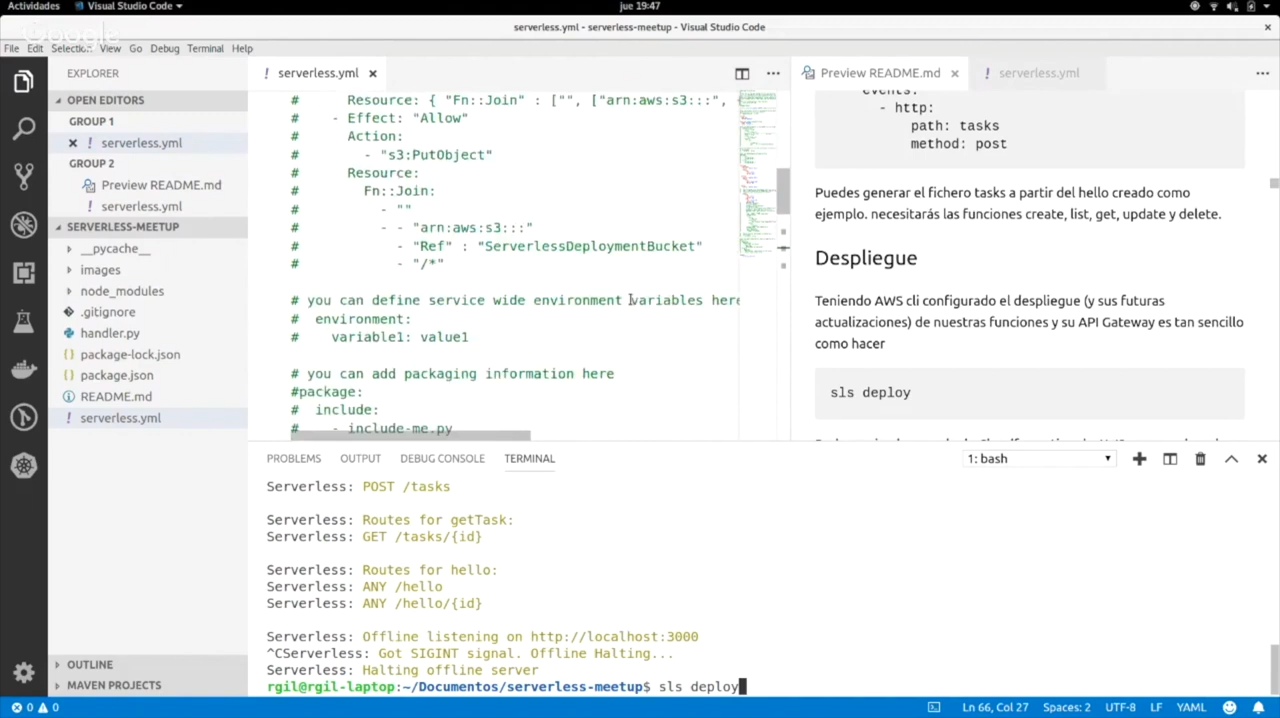 Actividades
Visual Studio Code
jue 19:47
serverless.yml - serverless-meetup - Visual Studio Code
File Edit Selectic.. View Go Debug Terminal Help
EXPLORER
OPEN EDITORS
GROUP 1
serverless.yml
GROUP 2
Preview README.md
serverless.yml
SERVERLESS-MEETUP
__pycache__
images
node_modules
.gitignore
handler.py
package-lock.json
package.json
README.md
serverless.yml
OUTLINE
MAVEN PROJECTS
serverless.yml
# Resource: { "Fn::Join" : ["", ["arn:aws:s3:::",
# Effect: "Allow"
# Action:
# - "s3:PutObject"
# Resource:
# Fn::Join:
# - ""
# - - "arn:aws:s3:::"
# - "Ref" : "ServerlessDeploymentBucket"
# - "/*"
# you can define service wide environment variables here
# environment:
# variable1: value1
# you can add packaging information here
#package:
# include:
# - include-me.py
Preview README.md
serverless.yml
events:
- http:
path: tasks
method: post
Puedes generar el fichero tasks a partir del hello creado como
ejemplo. necesitarás las funciones create, list, get, update y delete.
Despliegue
Teniendo AWS cli configurado el despliegue (y sus futuras
actualizaciones) de nuestras funciones y su API Gateway es tan sencillo
como hacer
sls deploy
PROBLEMS OUTPUT DEBUG CONSOLE TERMINAL
1: bash
Serverless: POST /tasks
Serverless: Routes for getTask:
Serverless: GET /tasks/{id}
Serverless: Routes for hello:
Serverless: ANY /hello
Serverless: ANY /hello/{id}
Serverless: Offline listening on http://localhost:3000
^CServerless: Got SIGINT signal. Offline Halting...
Serverless: Halting offline server
rgil@rgil-laptop:~/Documentos/serverless-meetup$ sls deploy
0 0
Ln 66, Col 27 Spaces: 2 UTF-8 LF YAML